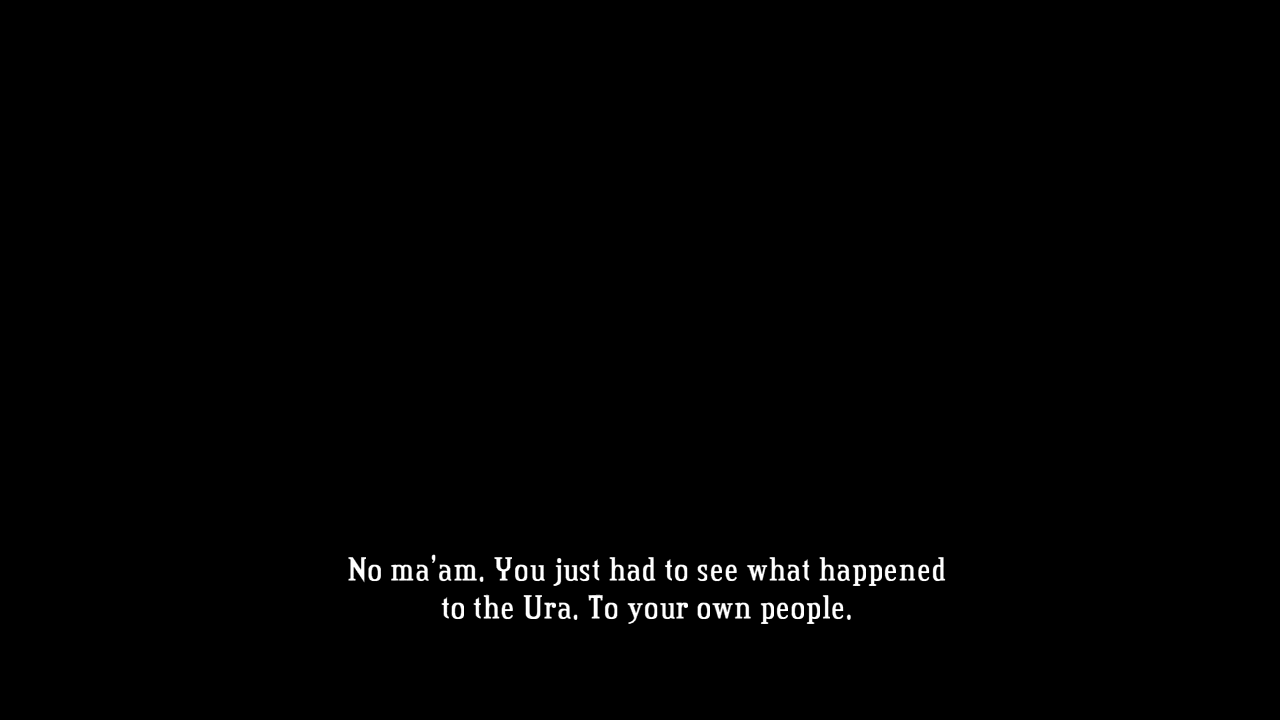 No ma'am. You just had to see what happened
to the Ura. To your own people.